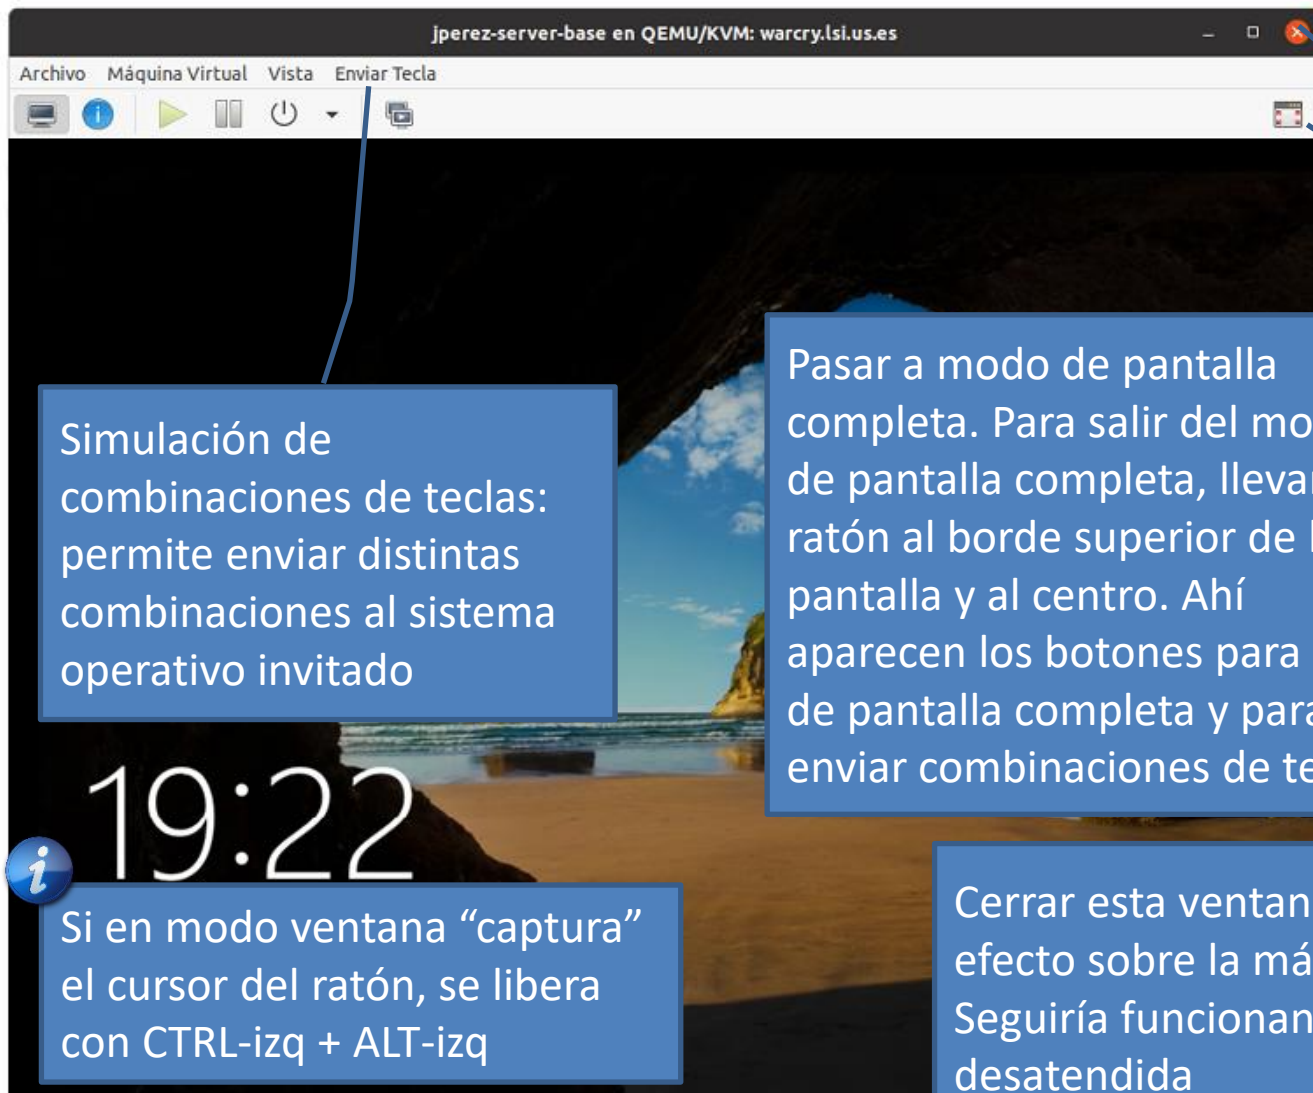 jperez-server-base en QEMU/KVM: warcry.lsi.us.es
Archivo Máquina Virtual Vista Enviar Tecla
Simulación de
combinaciones de teclas:
permite enviar distintas
combinaciones al sistema
operativo invitado
Pasar a modo de pantalla
completa. Para salir del
de pantalla completa,
ratón al borde superior de
pantalla y al centro. Ahí
aparecen los botones para
de pantalla completa y
enviar combinaciones de
19:22
Si en modo ventana “captura”
el cursor del ratón, se libera
con CTRL-izq + ALT-izq
Cerrar esta
efecto sobre la
Seguiría
desatendida